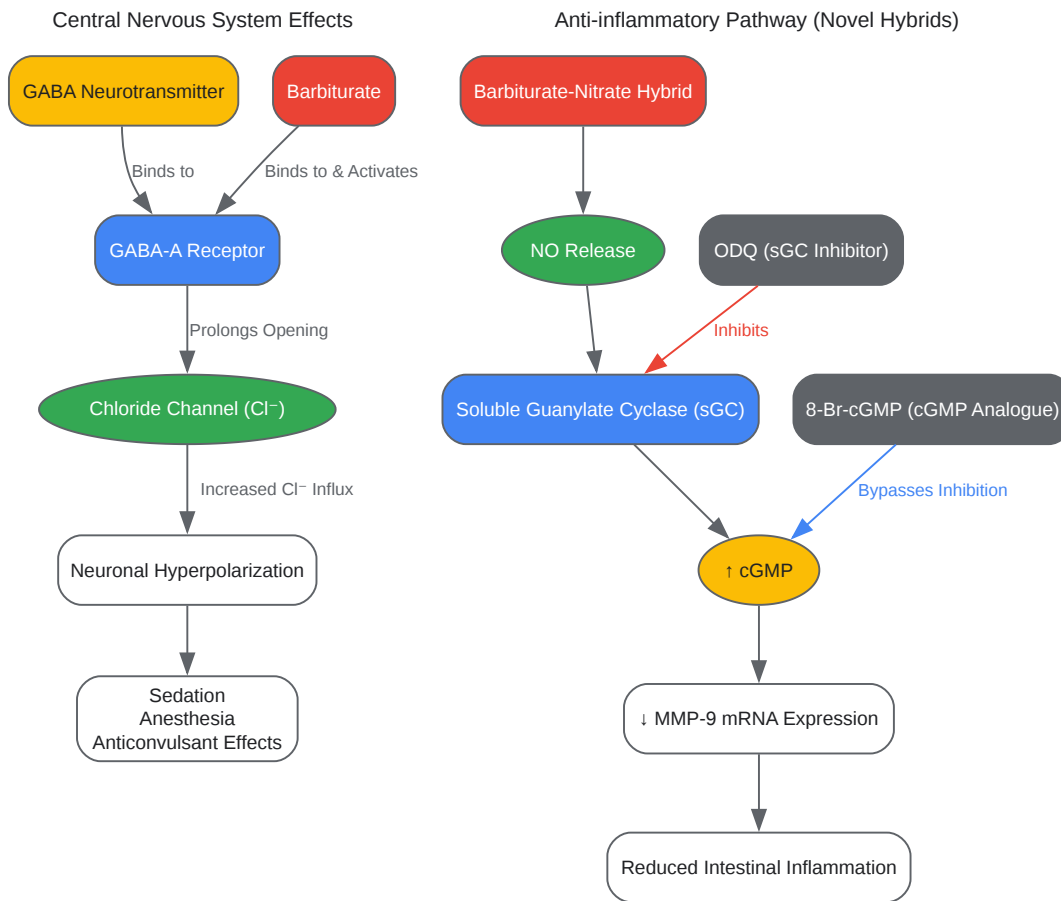 Central Nervous System Effects
GABA Neurotransmitter
Barbiturate
Binds to
Binds to & Activates
GABA-A Receptor
Prolongs Opening
Chloride Channel (Cl⁻)
Increased Cl⁻ Influx
Neuronal Hyperpolarization
Sedation
Anesthesia
Anticonvulsant Effects
Anti-inflammatory Pathway (Novel Hybrids)
Barbiturate-Nitrate Hybrid
NO Release
ODQ (sGC Inhibitor)
Inhibits
Soluble Guanylate Cyclase (sGC)
8-Br-cGMP (cGMP Analogue)
Bypasses Inhibition
↑ cGMP
↓ MMP-9 mRNA Expression
Reduced Intestinal Inflammation